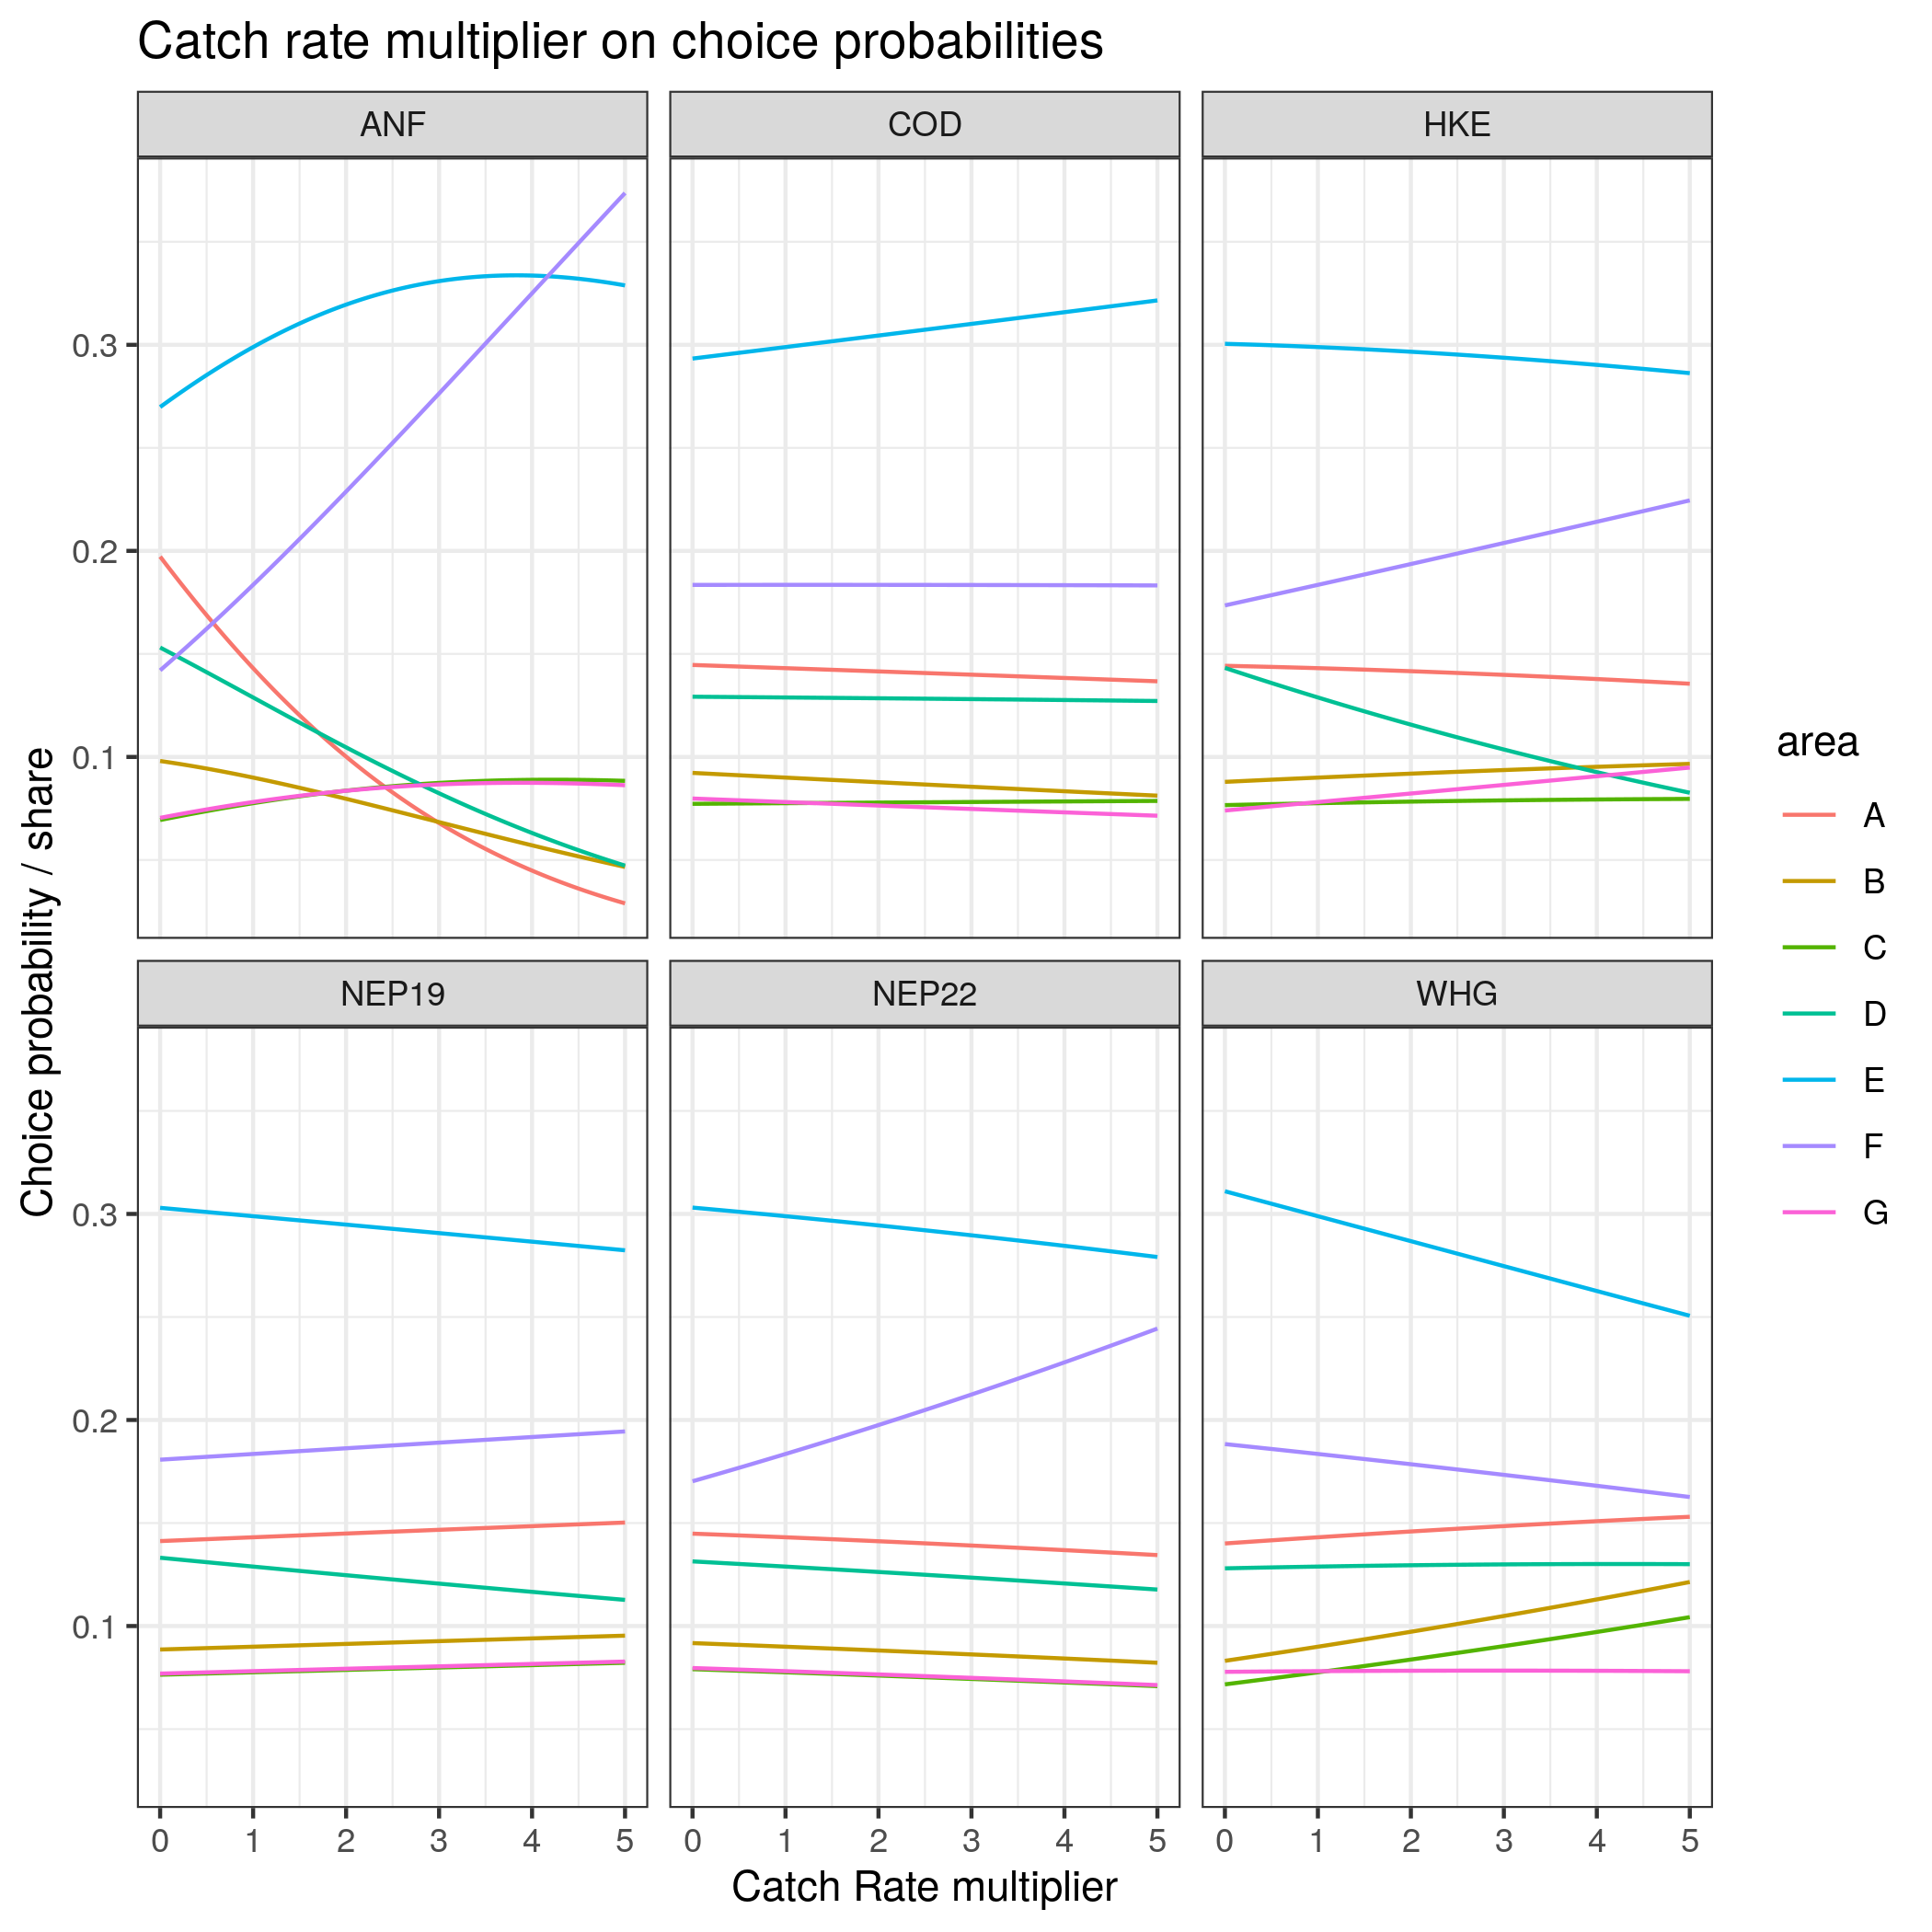 Catch rate multiplier on choice probabilities
ANF COD HKE
0.3
0.2
0.1
NEP19 NEP22 WHG
0.3
0.2
0.1
0 1 2 3 4 5 0 1 2 3 4 5 0 1 2 3 4 5
Catch Rate multiplier
Choice probability / share
area
A
B
C
D
E
F
G